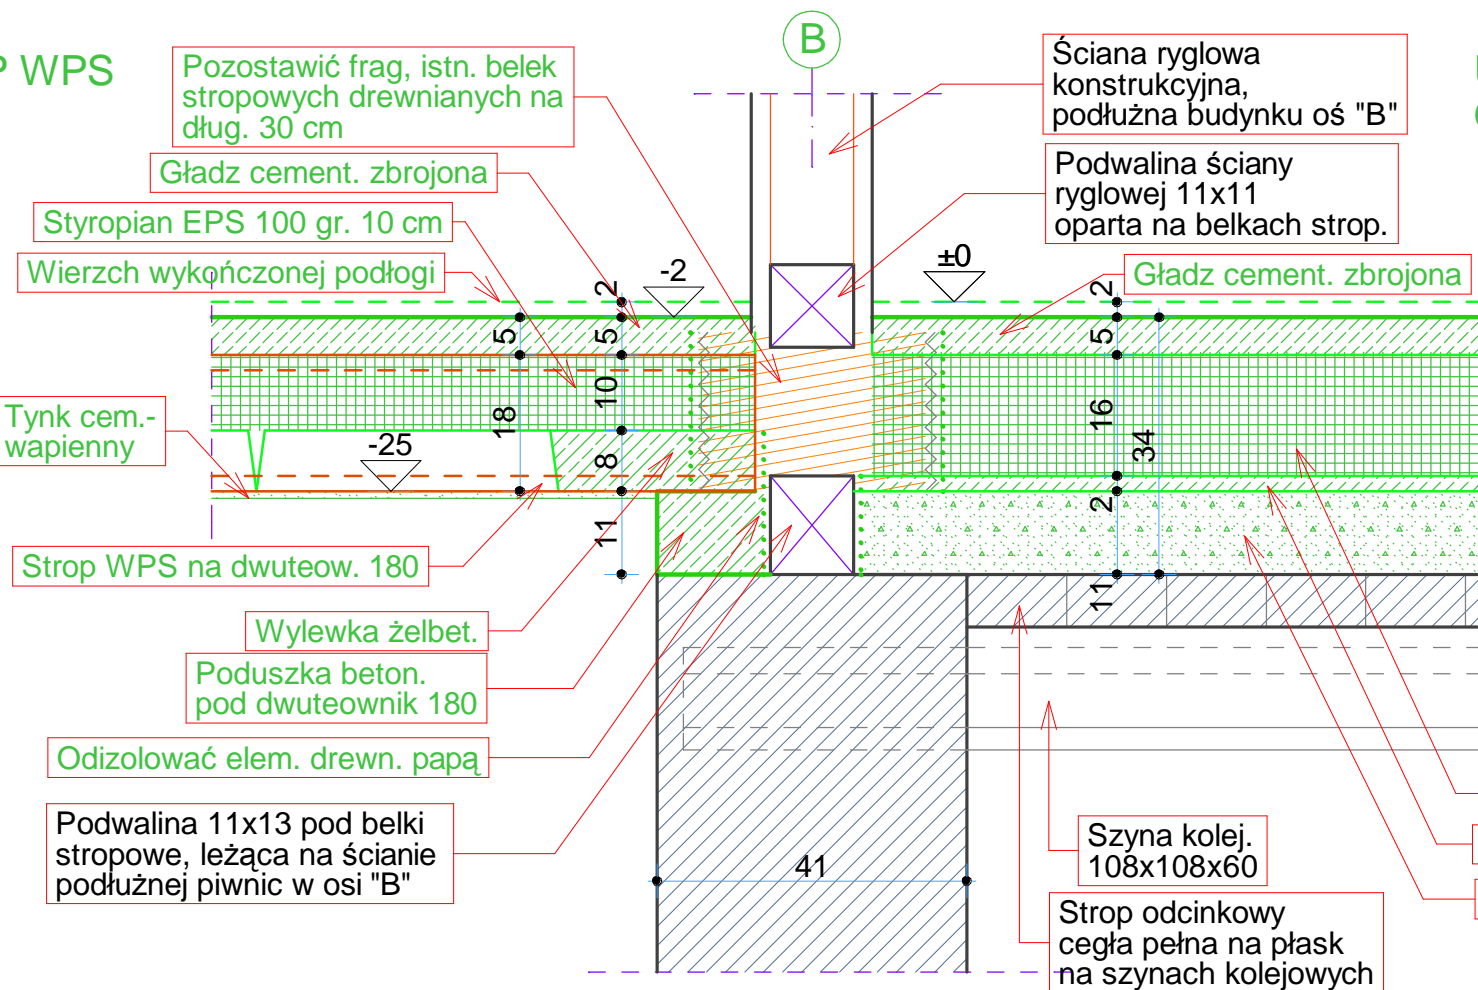 P WPS
B
Pozostawić frag, istn. belek
stropowych drewnianych na
dług. 30 cm
Gładz cement. zbrojona
Styropian EPS 100 gr. 10 cm
Wierzch wykończonej podłogi
Tynk cem.-
wapienny
Strop WPS na dwuteow. 180
Wylewka żelbet.
Poduszka beton.
pod dwuteownik 180
Odizolować elem. drewn. papą
Podwalina 11x13 pod belki
stropowe, leżąca na ścianie
podłużnej piwnic w osi "B"
Ściana ryglowa
konstrukcyjna,
podłużna budynku oś "B"
Podwalina ściany
ryglowej 11x11
oparta na belkach strop.
Gładz cement. zbrojona
-2
±0
-25
5
18
2
5
10
8
11
2
5
16
2
11
34
41
Szyna kolej.
108x108x60
Strop odcinkowy
cegła pełna na płask
na szynach kolejowych